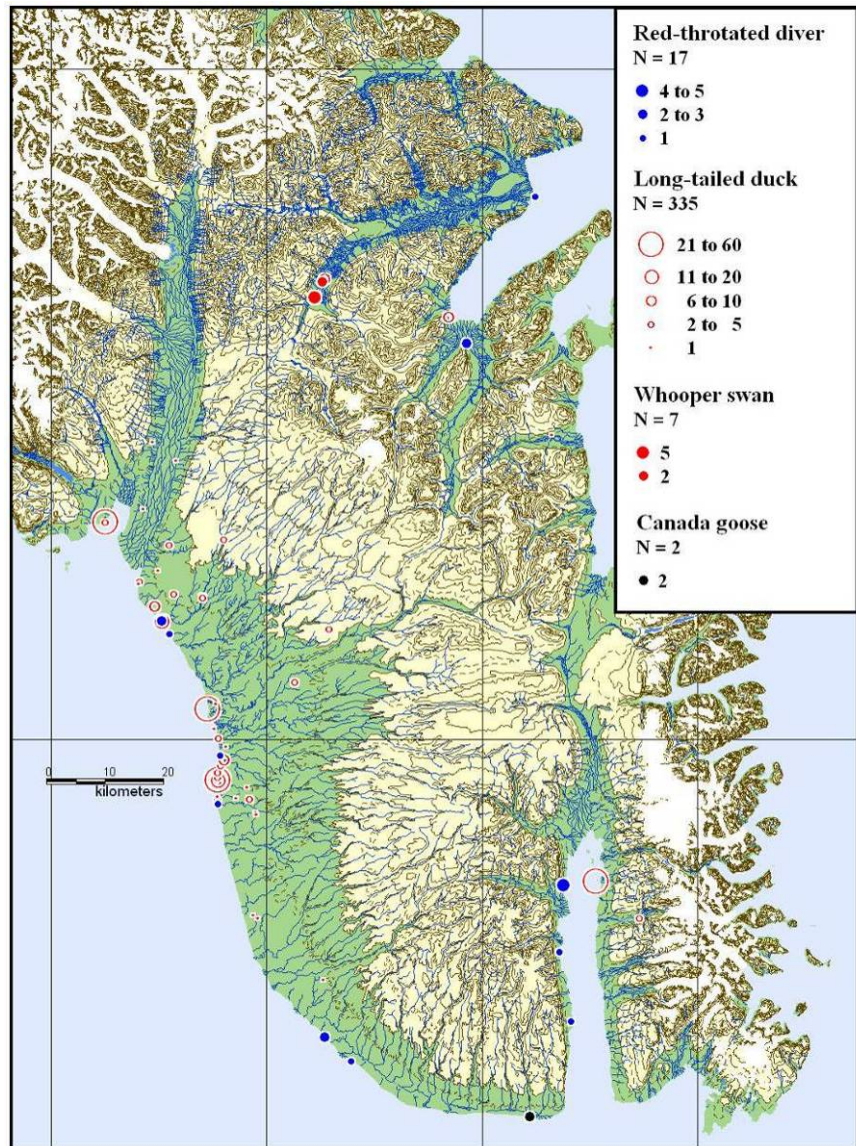 Red-throtated diver
N = 17
4 to 5
2 to 3
1
Long-tailed duck
N = 335
21 to 60
11 to 20
6 to 10
2 to 5
1
Whooper swan
N = 7
5
2
Canada goose
N = 2
2
0 10 20
kilometers